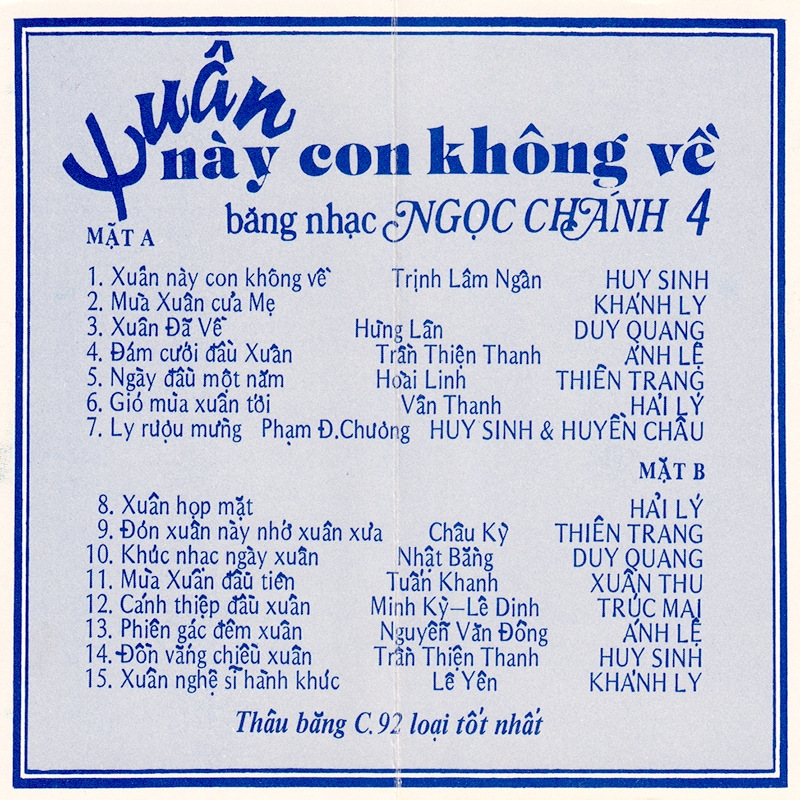 Xuân
này con không về
băng nhạc NGỌC CHÁNH 4
MẶT A
1. Xuân này con không về Trịnh Lâm Ngân HUY SINH
2. Mùa Xuân của Mẹ KHÁNH LY
3. Xuân Đã Về Hưng Lân DUY QUANG
4. Đám cưới đầu Xuân Trần Thiện Thanh ÁNH LỆ
5. Ngày đầu một năm Hoài Linh THIÊN TRANG
6. Gió mùa xuân tới Vân Thanh HẢI LÝ
7. Ly rượu mừng Phạm Đ.Chương HUY SINH & HUYỀN CHÂU
MẶT B
8. Xuân họp mặt HẢI LÝ
9. Đón xuân này nhớ xuân xưa Châu Kỳ THIÊN TRANG
10. Khúc nhac ngày xuân Nhật Bằng DUY QUANG
11. Mùa Xuân đầu tiên Tuấn Khanh XUÂN THU
12. Cánh thiệp đầu xuân Minh Kỳ–Lê Dinh TRÚC MAI
13. Phiên gác đêm xuân Nguyễn Văn Đông ÁNH LỆ
14. Đồn vắng chiều xuân Trần Thiện Thanh HUY SINH
15. Xuân nghệ sĩ hành khúc Lê Yên KHÁNH LY
Thâu băng C.92 loại tốt nhất